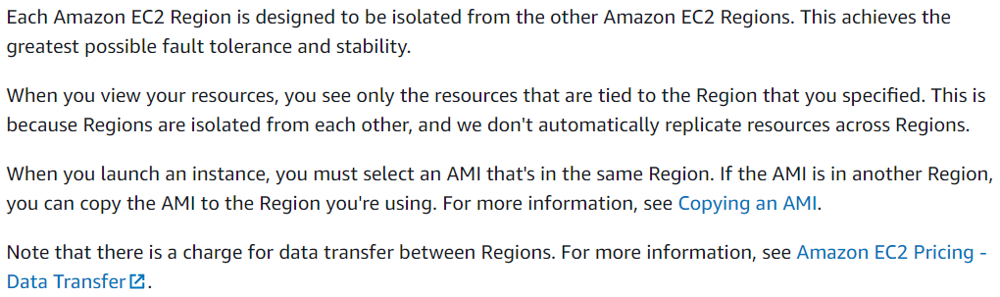 Each Amazon EC2 Region is designed to be isolated from the other Amazon EC2 Regions. This achieves the
greatest possible fault tolerance and stability.
When you view your resources, you see only the resources that are tied to the Region that you specified. This is
because Regions are isolated from each other, and we don't automatically replicate resources across Regions.
When you launch an instance, you must select an AMI that's in the same Region. If the AMI is in another Region,
you can copy the AMI to the Region you're using. For more information, see Copying an AMI.
Note that there is a charge for data transfer between Regions. For more information, see Amazon EC2 Pricing -
Data Transfer.